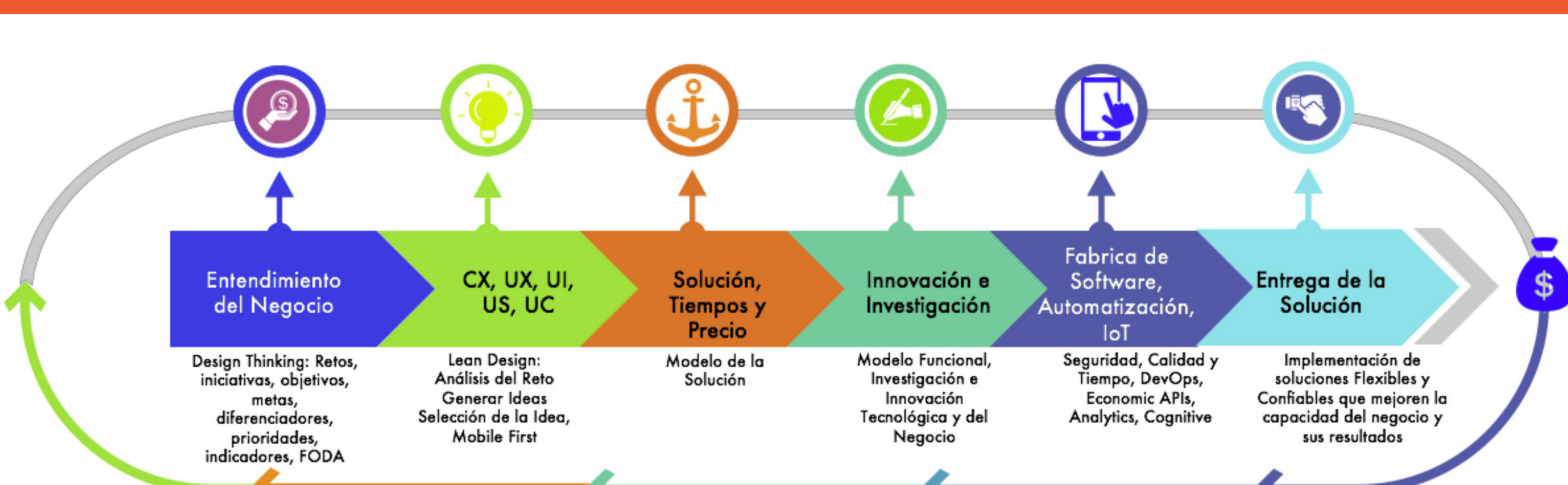 Entendimiento
del Negocio
CX, UX, UI,
US, UC
Solución,
Tiempos y
Precio
Innovación e
Investigación
Fabrica de
Software,
Automatización,
IoT
Entrega de la
Solución
$
$
Design Thinking: Retos,
iniciativas, objetivos,
metas,
diferenciadores,
prioridades,
indicadores, FODA
Lean Design:
Análisis del Reto
Generar Ideas
Selección de la Idea,
Mobile First
Modelo de la
Solución
Modelo Funcional,
Investigación e
Innovación
Tecnológica y del
Negocio
Seguridad, Calidad y
Tiempo, DevOps,
Economic APIs,
Analytics, Cognitive
Implementación de
soluciones Flexibles y
Confiables que mejoren la
capacidad del negocio y
sus resultados